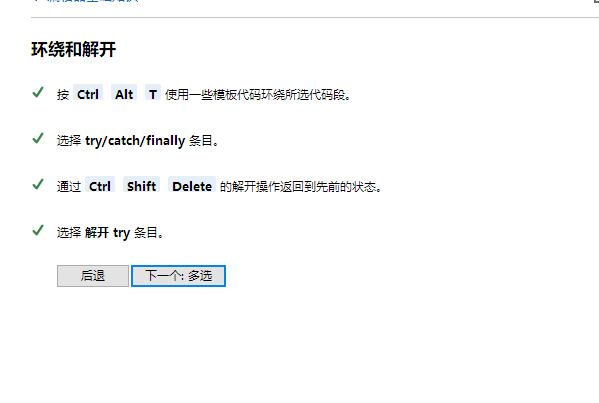 环绕和解开
按 Ctrl Alt T 使用一些模板代码环绕所选代码段。
选择 try/catch/finally 条目。
通过 Ctrl Shift Delete 的解开操作返回到先前的状态。
选择 解开 try 条目。
后退 下一个: 多选